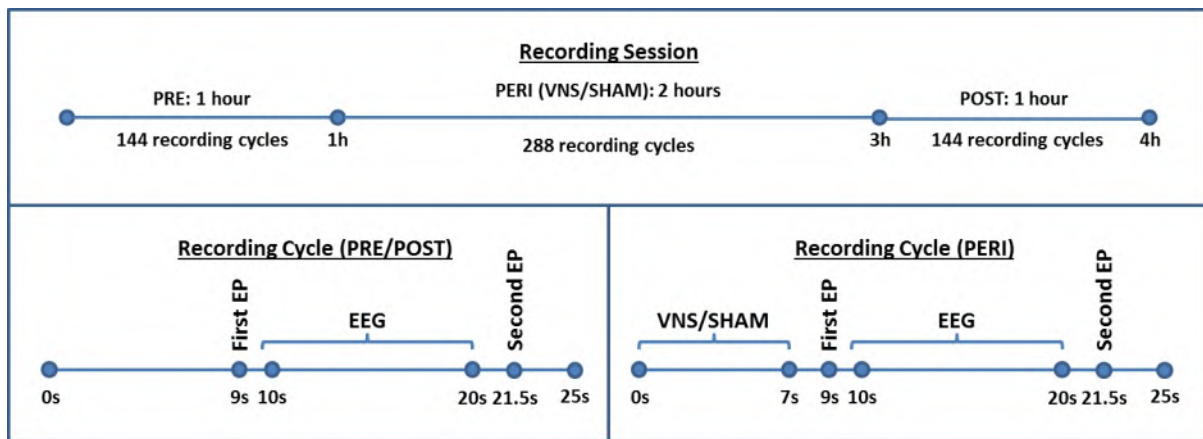 Recording Session
PRE: 1 hour
PERI (VNS/SHAM): 2 hours
POST: 1 hour
144 recording cycles
1h
288 recording cycles
3h
144 recording cycles
4h
Recording Cycle (PRE/POST)
First EP
EEG
Second EP
0s
9s
10s
20s
21.5s
25s
Recording Cycle (PERI)
VNS/SHAM
First EP
EEG
Second EP
0s
7s
9s
10s
20s
21.5s
25s